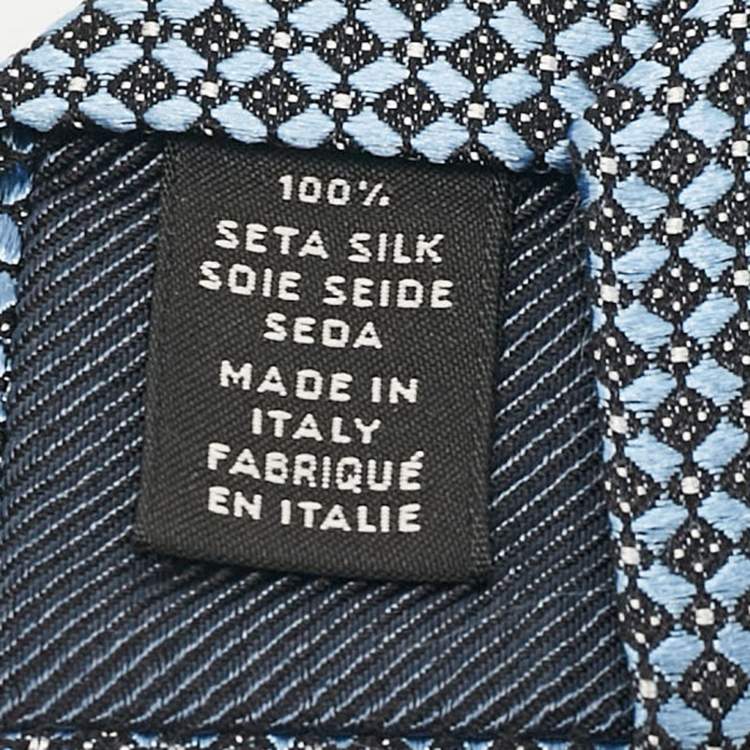 100%
SETA SILK
SOIE SEIDE
SEDA
MADE IN
ITALY
FABRIQUÉ
EN ITALIE